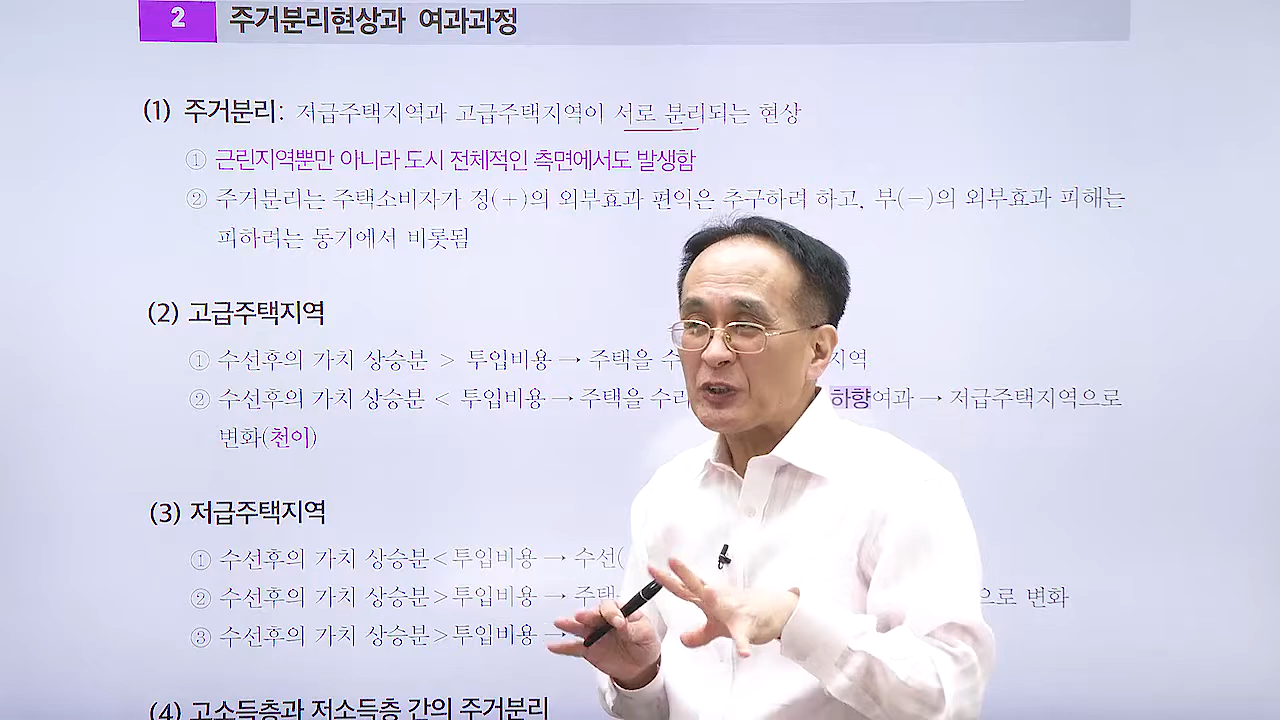 2 주거분리현상과 여과과정
(1) 주거분리: 저급주택지역과 고급주택지역이 서로 분리되는 현상
① 근린지역뿐만 아니라 도시 전체적인 측면에서도 발생함
② 주거분리는 주택소비자가 정(+)의 외부효과 편익은 추구하려 하고, 부(-)의 외부효과 피해는
피하려는 동기에서 비롯됨
(2) 고급주택지역
① 수선후의 가치 상승분 > 투입비용 → 주택을 수 지역
② 수선후의 가치 상승분 < 투입비용 → 주택을 수리 하향여과 → 저급주택지역으로
변화(천이)
(3) 저급주택지역
① 수선후의 가치 상승분<투입비용 → 수선(
② 수선후의 가치 상승분>투입비용 → 주택 으로 변화
③ 수선후의 가치 상승분>투입비용 →
(4) 고소득층과 저소득층 간의 주거분리